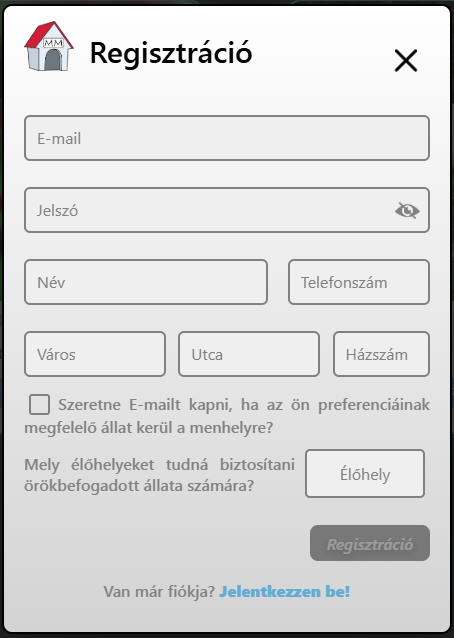 MM
Regisztráció
E-mail
Jelszó
Név
Telefonszám
Város
Utca
Házszám
Szeretne E-mailt kapni, ha az ön preferenciáinak
megfelelő állat kerül a menhelyre?
Mely élőhelyeket tudná biztosítani
örökbefogadott állata számára?
Élőhely
Regisztráció
Van már fiókja? Jelentkezzen be!